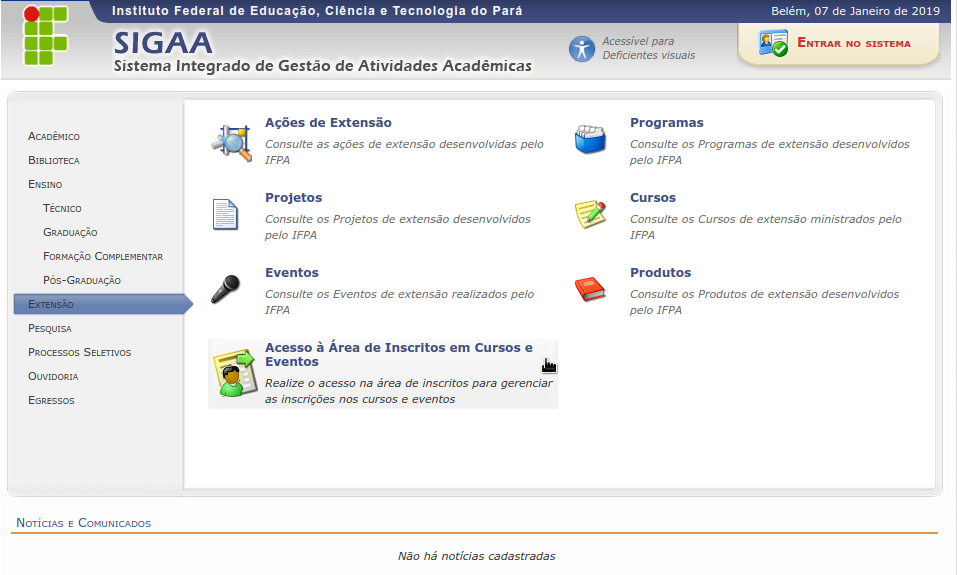 Instituto Federal de Educação, Ciência e Tecnologia do Pará
Belém, 07 de Janeiro de 2019
SIGAA
Sistema Integrado de Gestão de Atividades Acadêmicas
Acessível para
Deficientes visuais
Entrar no sistema
Acadêmico
Biblioteca
Ensino
Técnico
Graduação
Formação Complementar
Pós-Graduação
Extensão
Pesquisa
Processos Seletivos
Ouvidoria
Egressos
Ações de Extensão
Consulte as ações de extensão desenvolvidas pelo
IFPA
Programas
Consulte os Programas de extensão desenvolvidos
pelo IFPA
Projetos
Consulte os Projetos de extensão desenvolvidos
pelo IFPA
Cursos
Consulte os Cursos de extensão ministrados pelo
IFPA
Eventos
Consulte os Eventos de extensão realizados pelo
IFPA
Produtos
Consulte os Produtos de extensão desenvolvidos
pelo IFPA
Acesso à Área de Inscritos em Cursos e
Eventos
Realize o acesso na área de inscritos para gerenciar
as inscrições nos cursos e eventos
Notícias e Comunicados
Não há notícias cadastradas